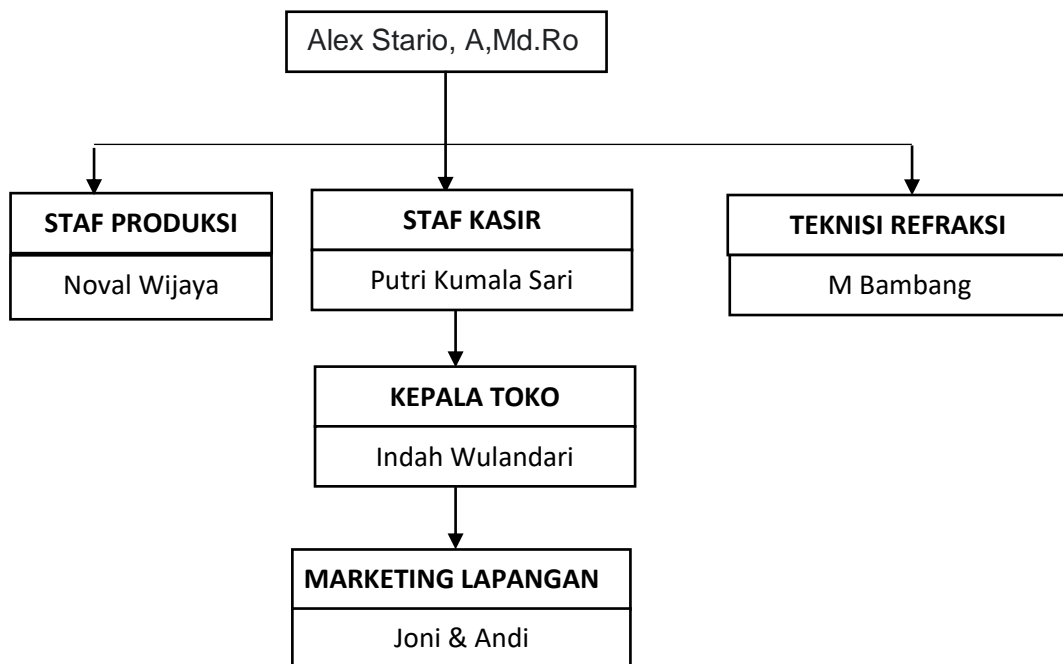 Alex Stario, A,Md.Ro
STAF PRODUKSI
Noval Wijaya
STAF KASIR
Putri Kumala Sari
TEKNISI REFRAKSI
M Bambang
KEPALA TOKO
Indah Wulandari
MARKETING LAPANGAN
Joni & Andi